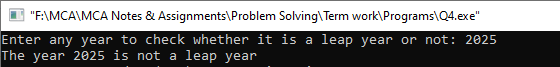 "F:\MCA\MCA Notes & Assignments\Problem Solving\Term work\Programs\Q4.exe"
Enter any year to check whether it is a leap year or not: 2025
The year 2025 is not a leap year